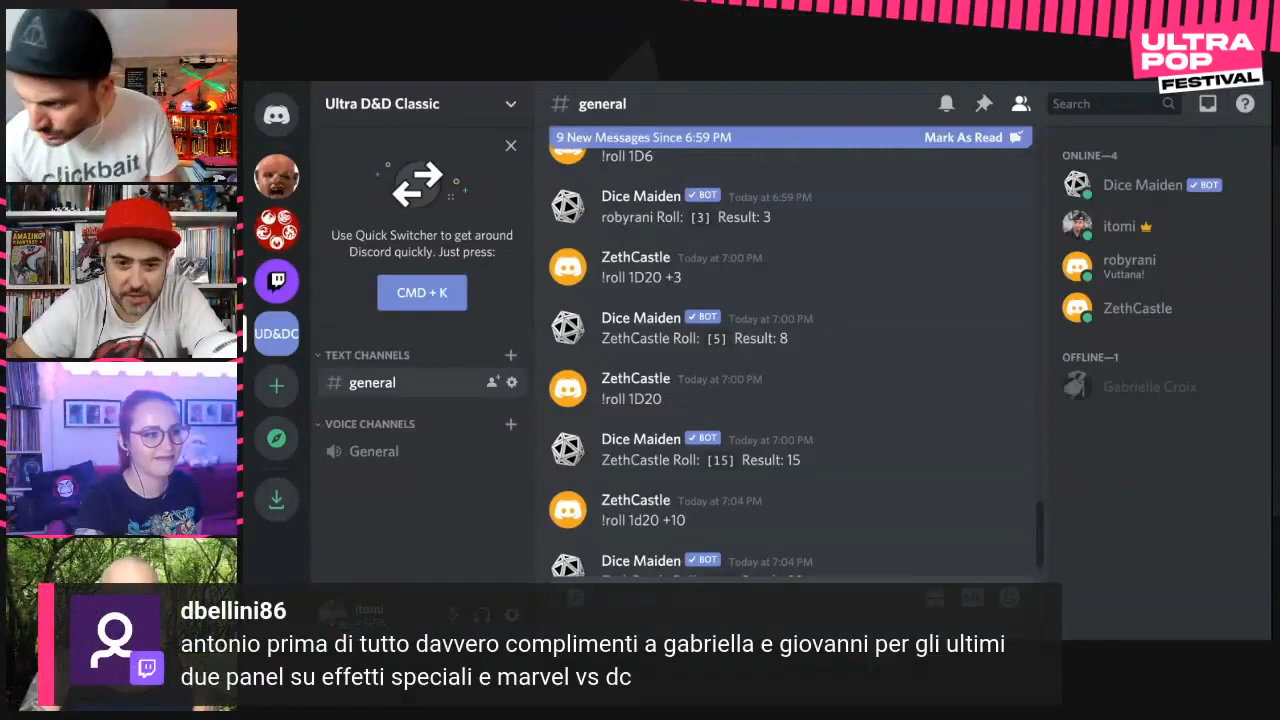 ULTRA
POP
FESTIVAL
clickbait
AMAZING
Ultra D&D Classic
general
Search
9 New Messages Since 6:59 PM
Mark As Read
!roll 1D6
Use Quick Switcher to get around
Discord quickly. Just press:
CMD + K
UD&DC
TEXT CHANNELS
general
VOICE CHANNELS
General
Dice Maiden BOT Today at 6:59 PM
robyrani Roll: [3] Result: 3
ZethCastle Today at 7:00 PM
!roll 1D20 +3
Dice Maiden BOT Today at 7:00 PM
ZethCastle Roll: [5] Result: 8
ZethCastle Today at 7:00 PM
!roll 1D20
Dice Maiden BOT Today at 7:00 PM
ZethCastle Roll: [15] Result: 15
ZethCastle Today at 7:04 PM
!roll 1d20 +10
Dice Maiden BOT Today at 7:04 PM
ONLINE—4
Dice Maiden BOT
itomi
robyrani
Vuttana!
ZethCastle
OFFLINE—1
Gabrielle Croix
itomi
GIF
dbellini86
antonio prima di tutto davvero complimenti a gabriella e giovanni per gli ultimi
due panel su effetti speciali e marvel vs dc